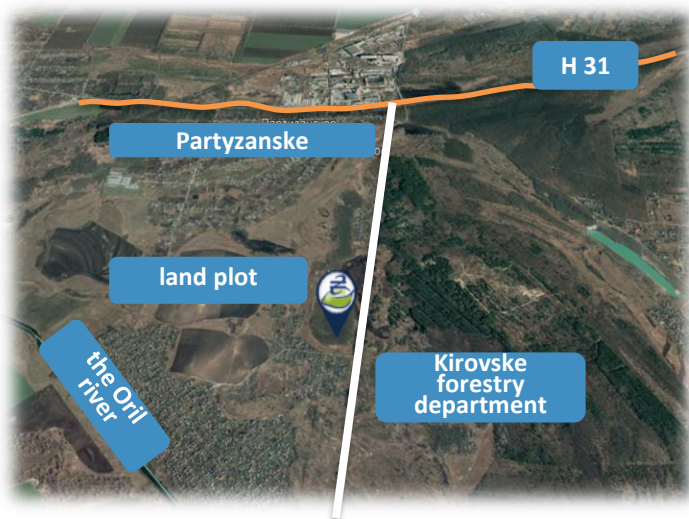 H 31
Partyzanske
land plot
the Oril
river
Kirovske
forestry
department